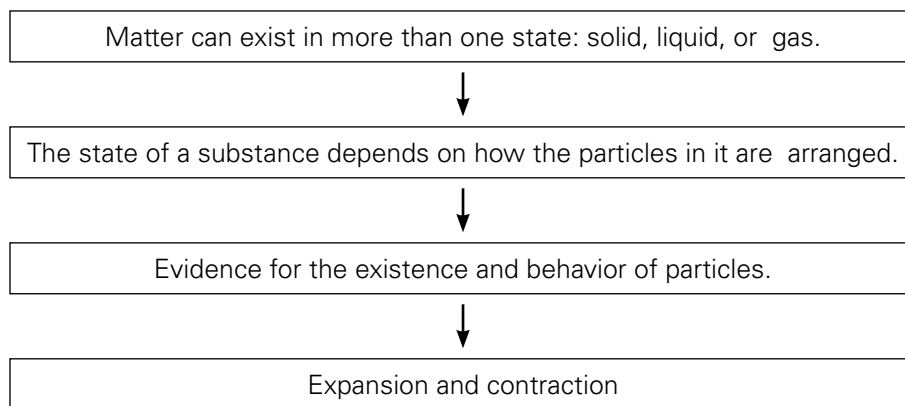 Matter can exist in more than one state: solid, liquid, or gas.
The state of a substance depends on how the particles in it are arranged.
Evidence for the existence and behavior of particles.
Expansion and contraction